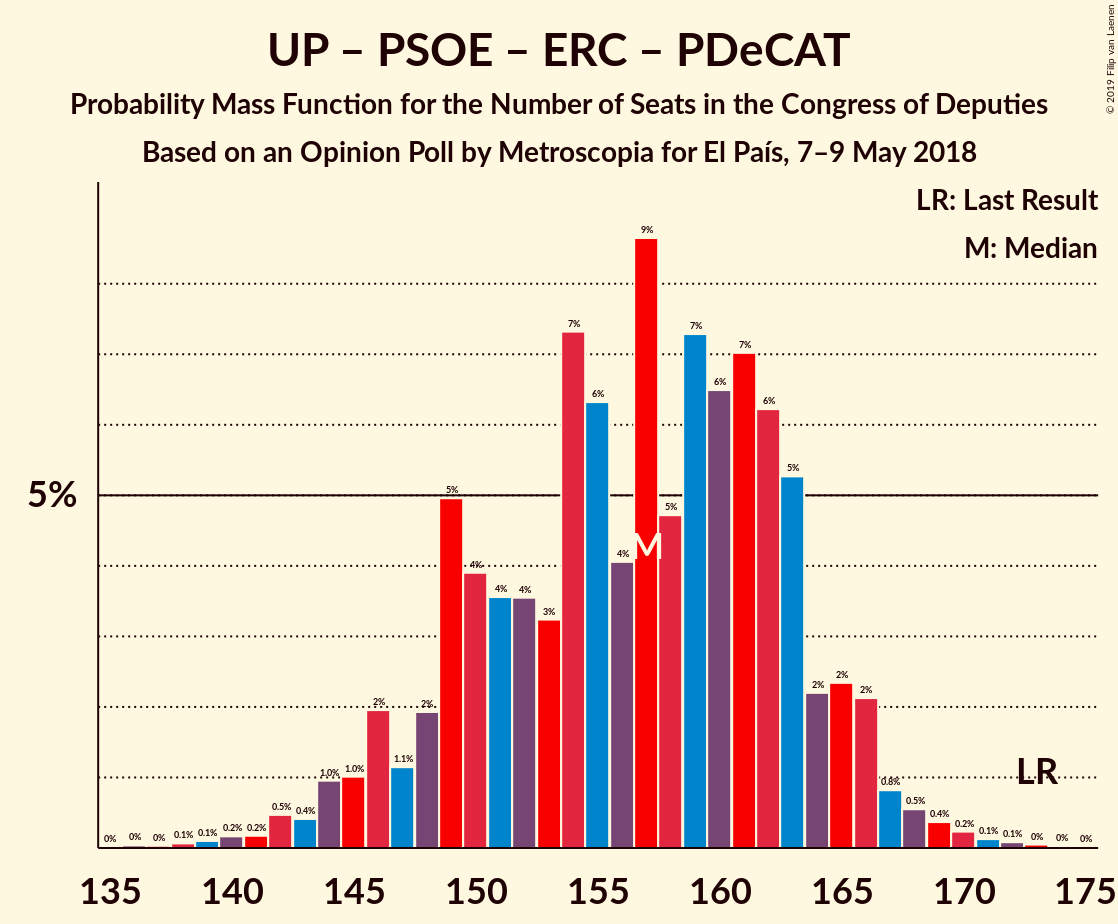 UP – PSOE – ERC – PDeCAT
Probability Mass Function for the Number of Seats in the Congress of Deputies
Based on an Opinion Poll by Metroscopia for El País, 7–9 May 2018
© 2019 Filip van Laenen
LR: Last Result
M: Median
5%
0% 0% 0% 0.1% 0.1% 0.2% 0.2% 0.5% 0.4% 1.0% 1.0% 2% 1.1% 2% 5% 4% 4% 4% 3% 7% 6% 4% 9% 5% 7% 6% 7% 6% 5% 2% 2% 2% 0.8% 0.5% 0.4% 0.2% 0.1% 0.1% 0% 0% 0%
M
LR
135 140 145 150 155 160 165 170 175